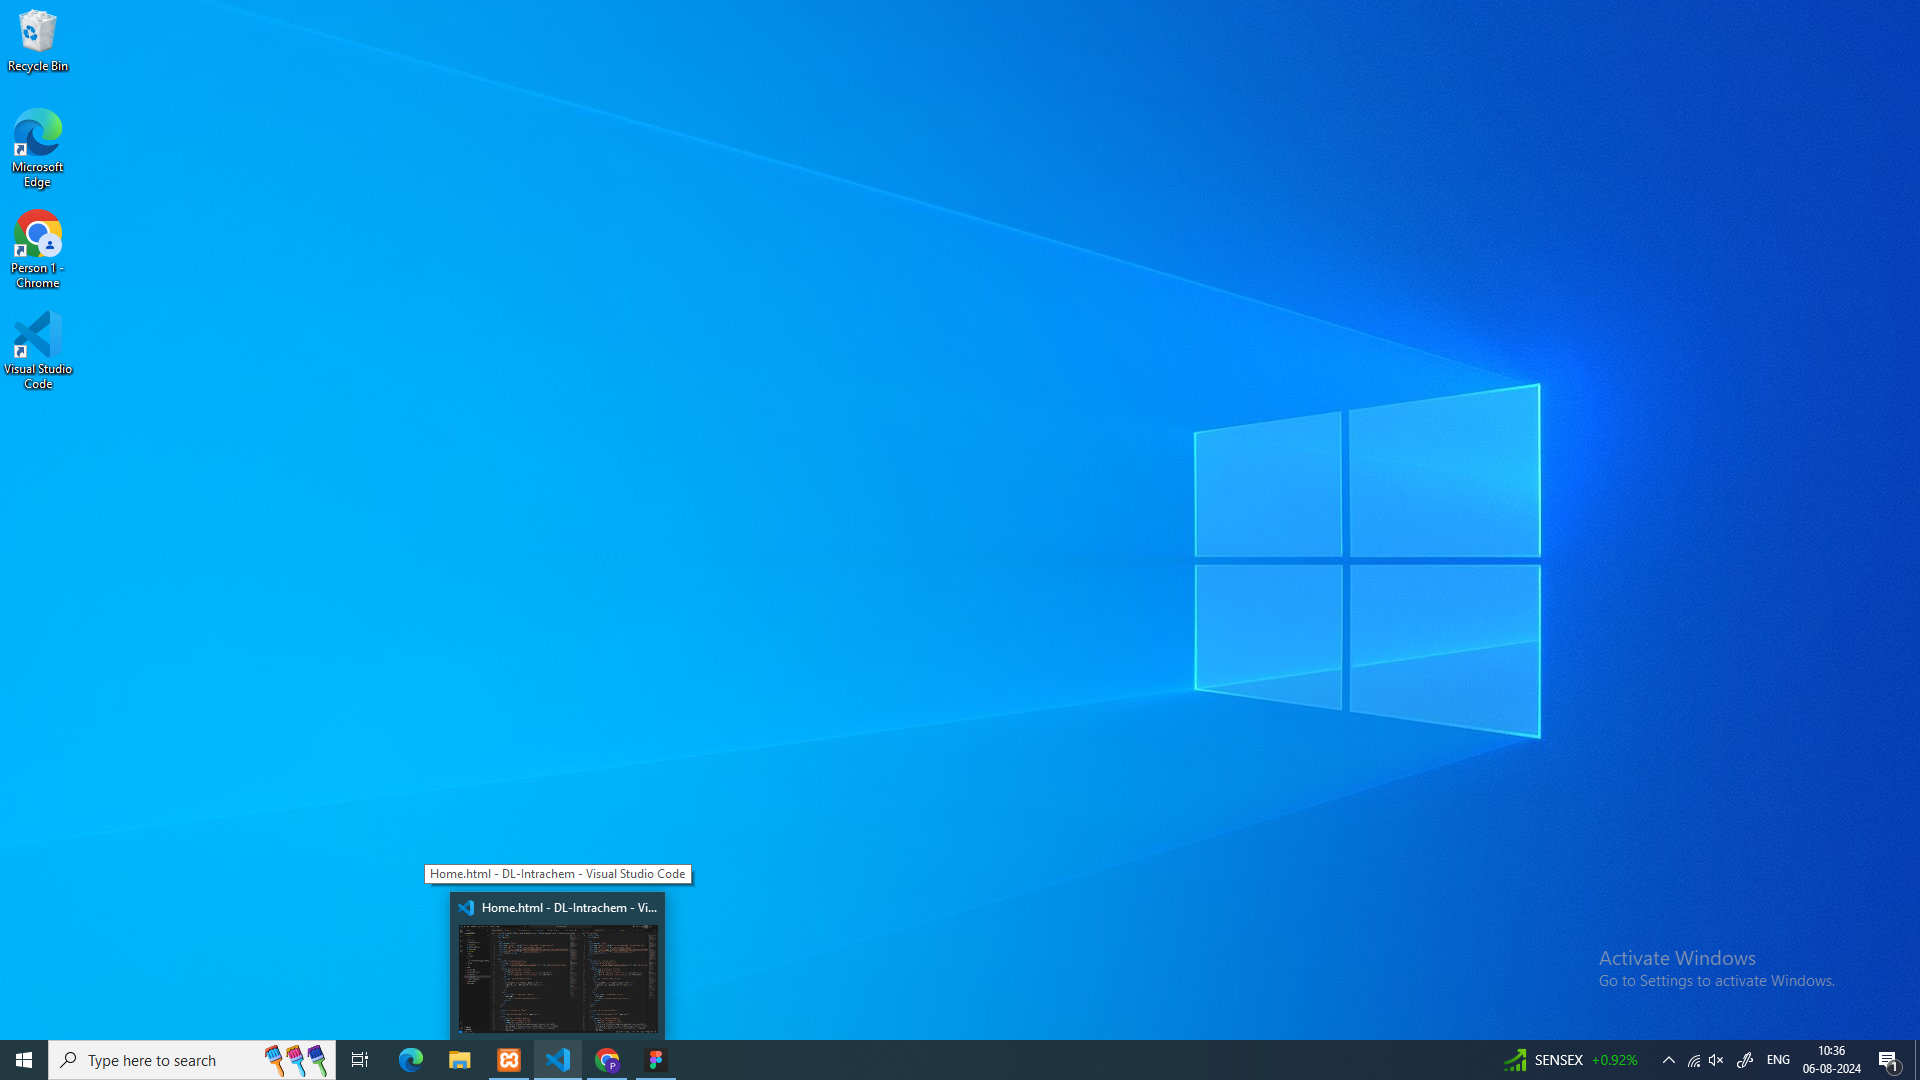 Recycle Bin
Microsoft
Edge
Person 1 -
Chrome
Visual Studio
Code
Home.html - DL-Intrachem - Visual Studio Code
Home.html - DL-Intrachem - Vi...
Activate Windows
Go to Settings to activate Windows.
Type here to search
SENSEX +0.92%
ENG
10:36
06-08-2024
1